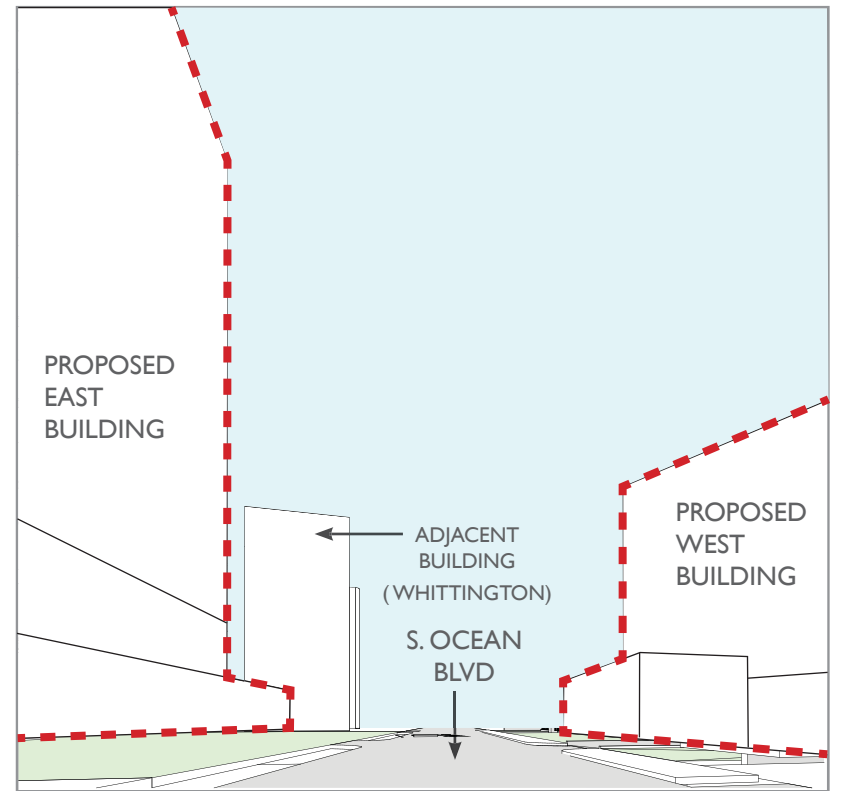 PROPOSED
EAST
BUILDING
ADJACENT
BUILDING
( WHITTINGTON)
S. OCEAN
BLVD
PROPOSED
WEST
BUILDING